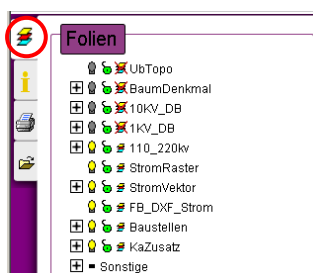 Folien
UbTopo
BaumDenkmal
10KV_DB
1KV_DB
110_220kv
StromRaster
StromVektor
FB_DXF_Strom
Baustellen
KaZusatz
Sonstige